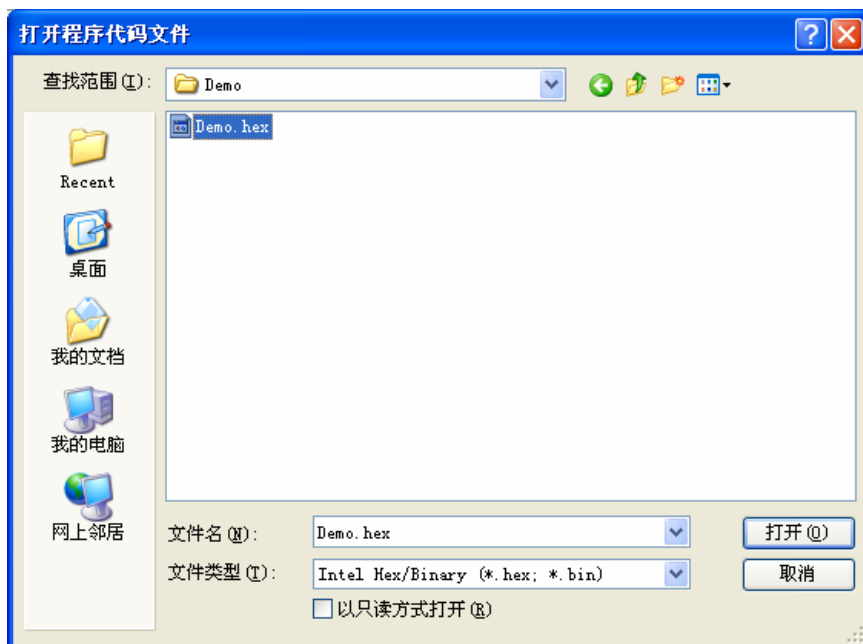 打开程序代码文件
查找范围(I):
Demo
Demo.hex
Recent
桌面
我的文档
我的电脑
网上邻居
文件名(N):
Demo.hex
打开(O)
文件类型(T):
Intel Hex/Binary (*.hex; *.bin)
取消
以只读方式打开(R)